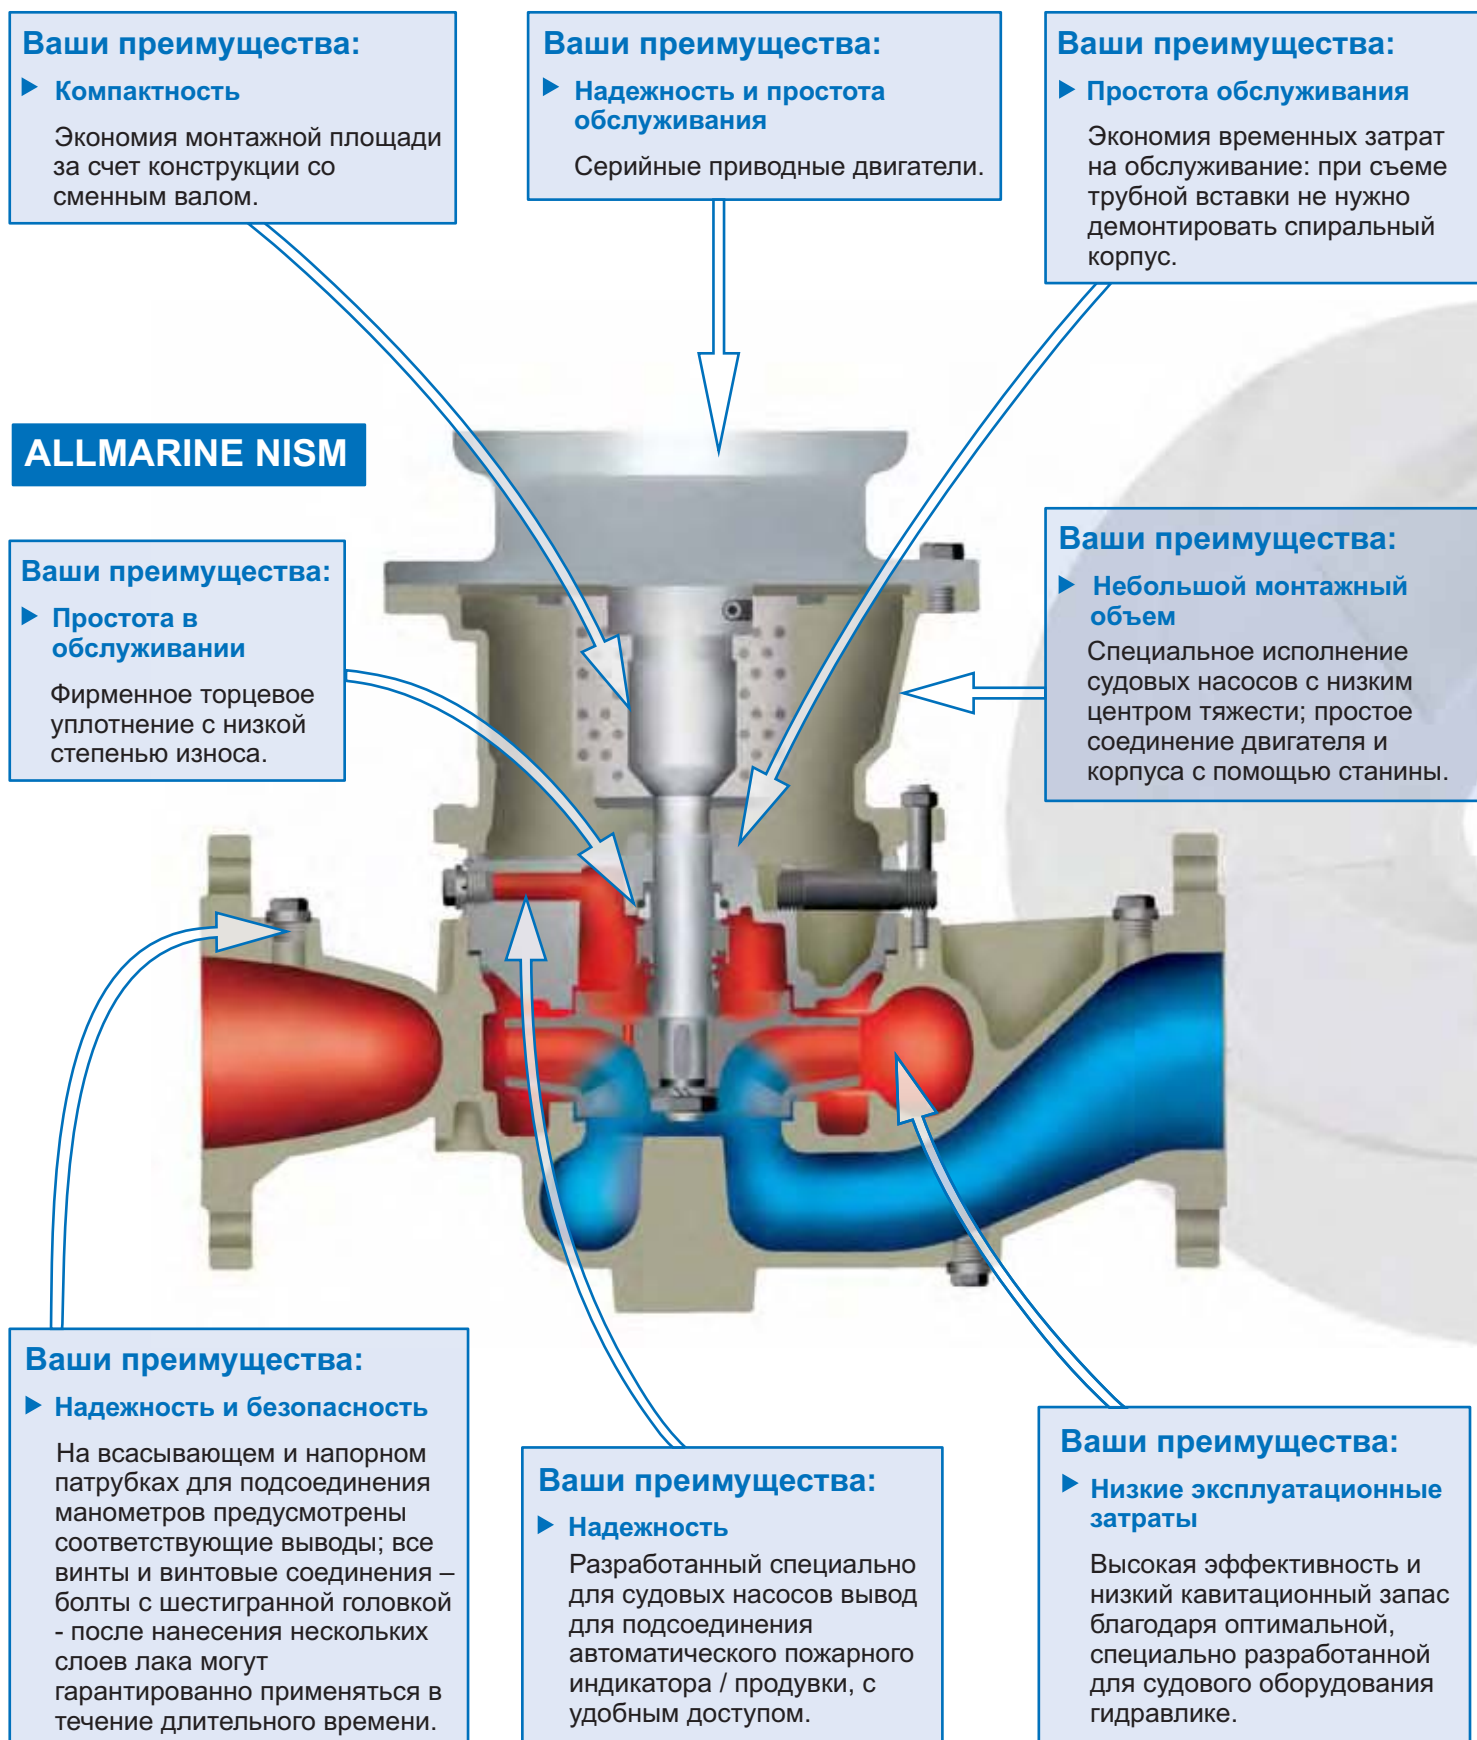 Ваши преимущества:
Компактность
Экономия монтажной площади
за счет конструкции со
сменным валом.
Ваши преимущества:
Надежность и простота
обслуживания
Серийные приводные двигатели.
Ваши преимущества:
Простота обслуживания
Экономия временных затрат
на обслуживание: при съеме
трубной вставки не нужно
демонтировать спиральный
корпус.
ALLMARINE NISM
Ваши преимущества:
Простота в
обслуживании
Фирменное торцевое
уплотнение с низкой
степенью износа.
Ваши преимущества:
Небольшой монтажный
объем
Специальное исполнение
судовых насосов с низким
центром тяжести; простое
соединение двигателя и
корпуса с помощью станины.
Ваши преимущества:
Надежность и безопасность
На всасывающем и напорном
патрубках для подсоединения
манометров предусмотрены
соответствующие выводы; все
винты и винтовые соединения –
болты с шестигранной головкой
- после нанесения нескольких
слоев лака могут
гарантированно применяться в
течение длительного времени.
Ваши преимущества:
Надежность
Разработанный специально
для судовых насосов вывод
для подсоединения
автоматического пожарного
индикатора / продувки, с
удобным доступом.
Ваши преимущества:
Низкие эксплуатационные
затраты
Высокая эффективность и
низкий кавитационный запас
благодаря оптимальной,
специально разработанной
для судового оборудования
гидравлике.